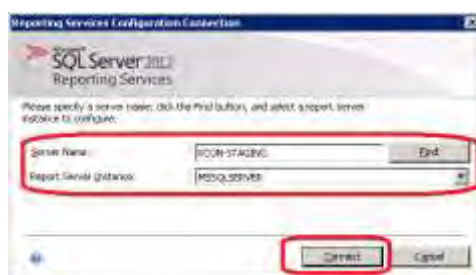 Reporting Services Configuration Connection
Microsoft
SQL Server 2012
Reporting Services
Please specify a server name, click the Find button, and select a report server
instance to configure.
Server Name:
Find
Report Server Instance:
MSSQLSERVER
Connect
Cancel